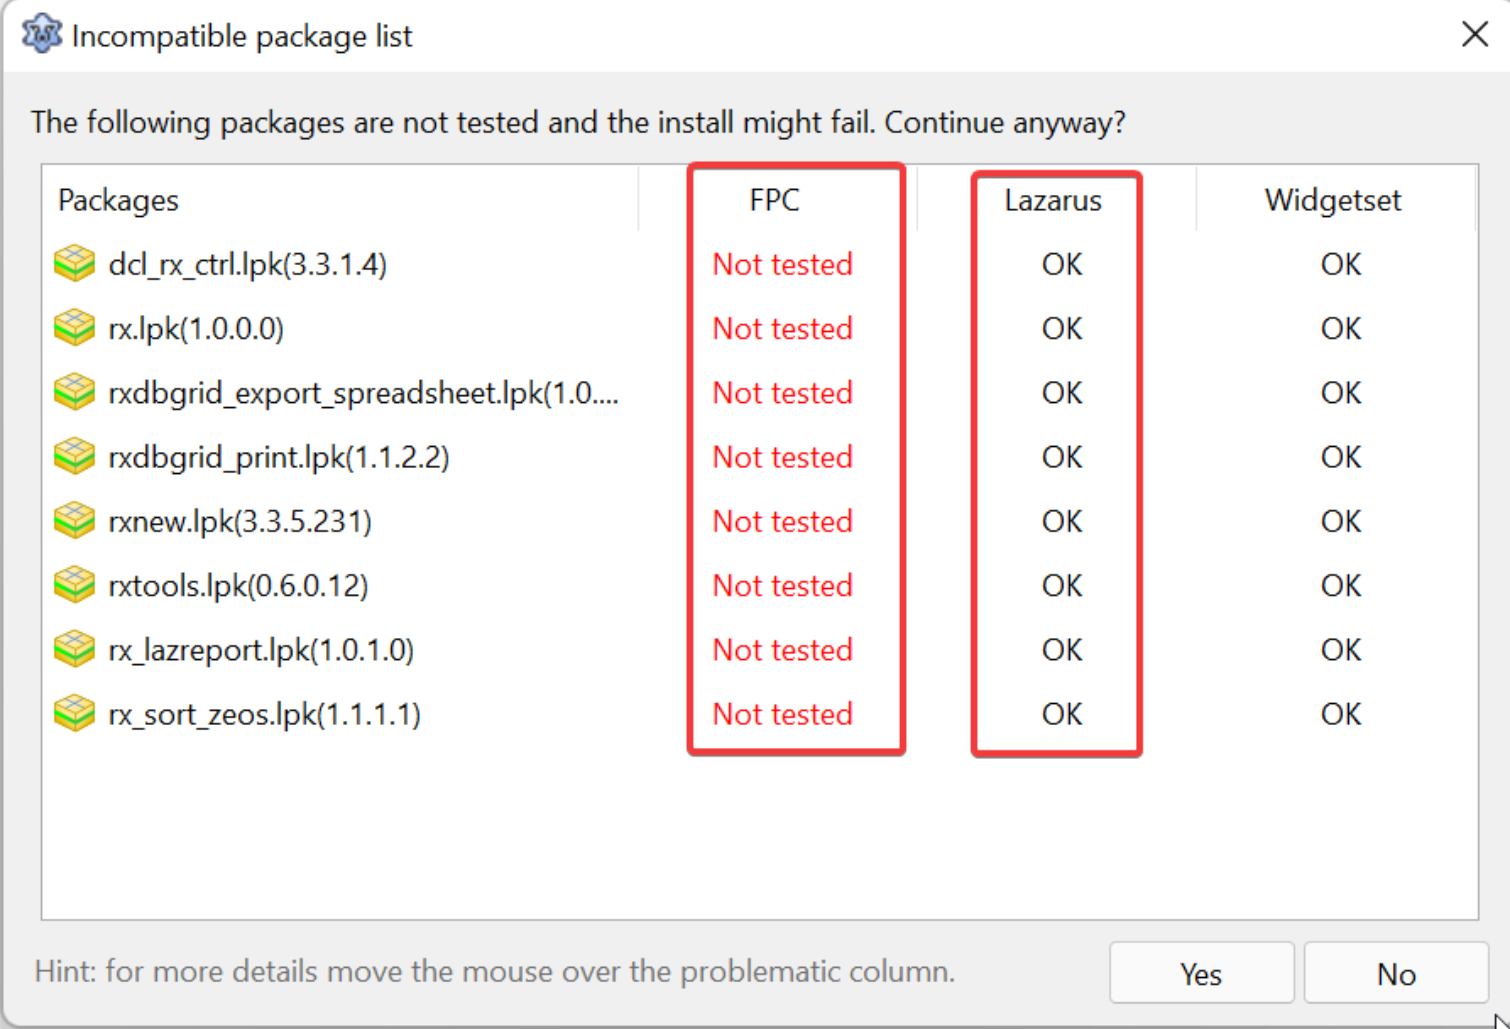 Incompatible package list
The following packages are not tested and the install might fail. Continue anyway?
Packages FPC Lazarus Widgetset
dcl_rx_ctrl.lpk(3.3.1.4) Not tested OK OK
rx.lpk(1.0.0.0) Not tested OK OK
rxdbgrid_export_spreadsheet.lpk(1.0.... Not tested OK OK
rxdbgrid_print.lpk(1.1.2.2) Not tested OK OK
rxnew.lpk(3.3.5.231) Not tested OK OK
rxtools.lpk(0.6.0.12) Not tested OK OK
rx_lazreport.lpk(1.0.1.0) Not tested OK OK
rx_sort_zeos.lpk(1.1.1.1) Not tested OK OK
Hint: for more details move the mouse over the problematic column. Yes No